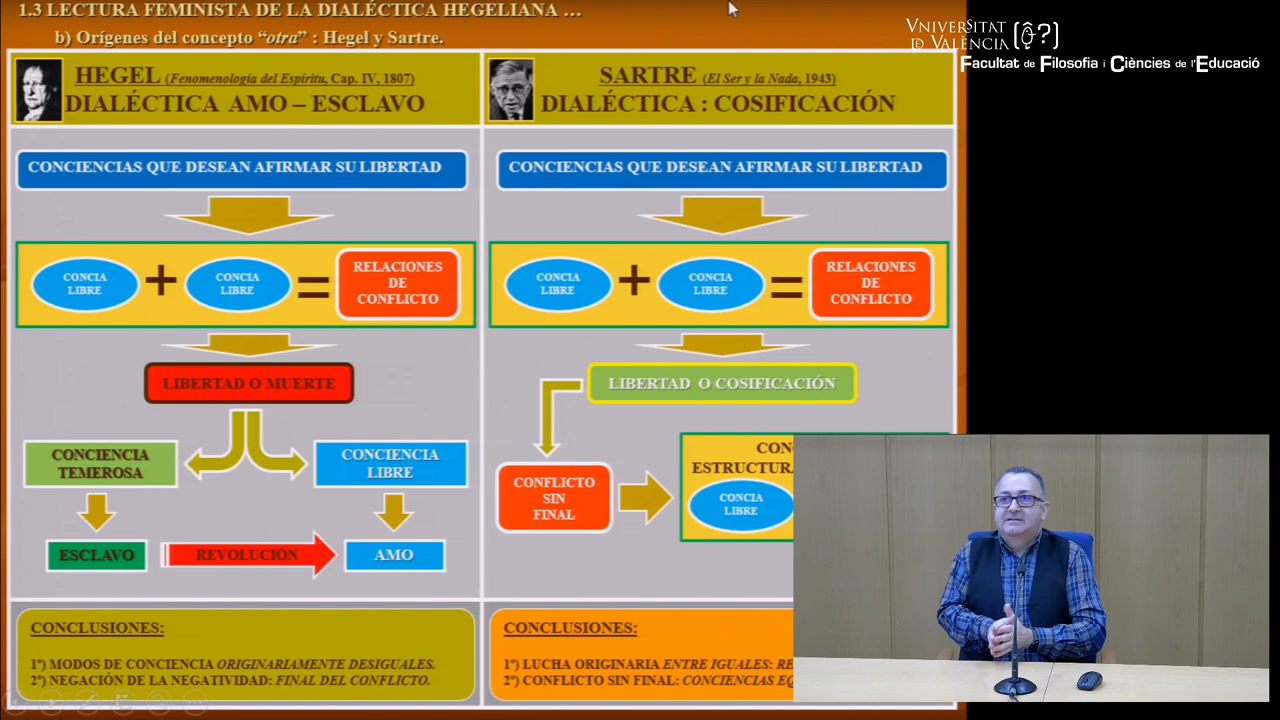 1.3 LECTURA FEMINISTA DE LA DIALÉCTICA HEGELIANA ...
b) Orígenes del concepto “otra” : Hegel y Sartre.
VNIVERSITAT
DE VALÈNCIA
Facultat de Filosofia i Ciències de l'Educació
HEGEL (Fenomenología del Espíritu, Cap. IV, 1807)
DIALÉCTICA AMO – ESCLAVO
CONCIENCIAS QUE DESEAN AFIRMAR SU LIBERTAD
CONCIA
LIBRE
+
CONCIA
LIBRE
=
RELACIONES
DE
CONFLICTO
LIBERTAD O MUERTE
CONCIENCIA
TEMEROSA
CONCIENCIA
LIBRE
ESCLAVO
REVOLUCIÓN
AMO
CONCLUSIONES:
1º) MODOS DE CONCIENCIA ORIGINARIAMENTE DESIGUALES.
2º) NEGACIÓN DE LA NEGATIVIDAD: FINAL DEL CONFLICTO.
SARTRE (El Ser y la Nada, 1943)
DIALÉCTICA : COSIFICACIÓN
CONCIENCIAS QUE DESEAN AFIRMAR SU LIBERTAD
CONCIA
LIBRE
+
CONCIA
LIBRE
=
RELACIONES
DE
CONFLICTO
LIBERTAD O COSIFICACIÓN
CONFLICTO
SIN
FINAL
ESTRUCTURA
CONCIA
LIBRE
CONCLUSIONES:
1º) LUCHA ORIGINARIA ENTRE IGUALES:
2º) CONFLICTO SIN FINAL: CONCIENCIAS